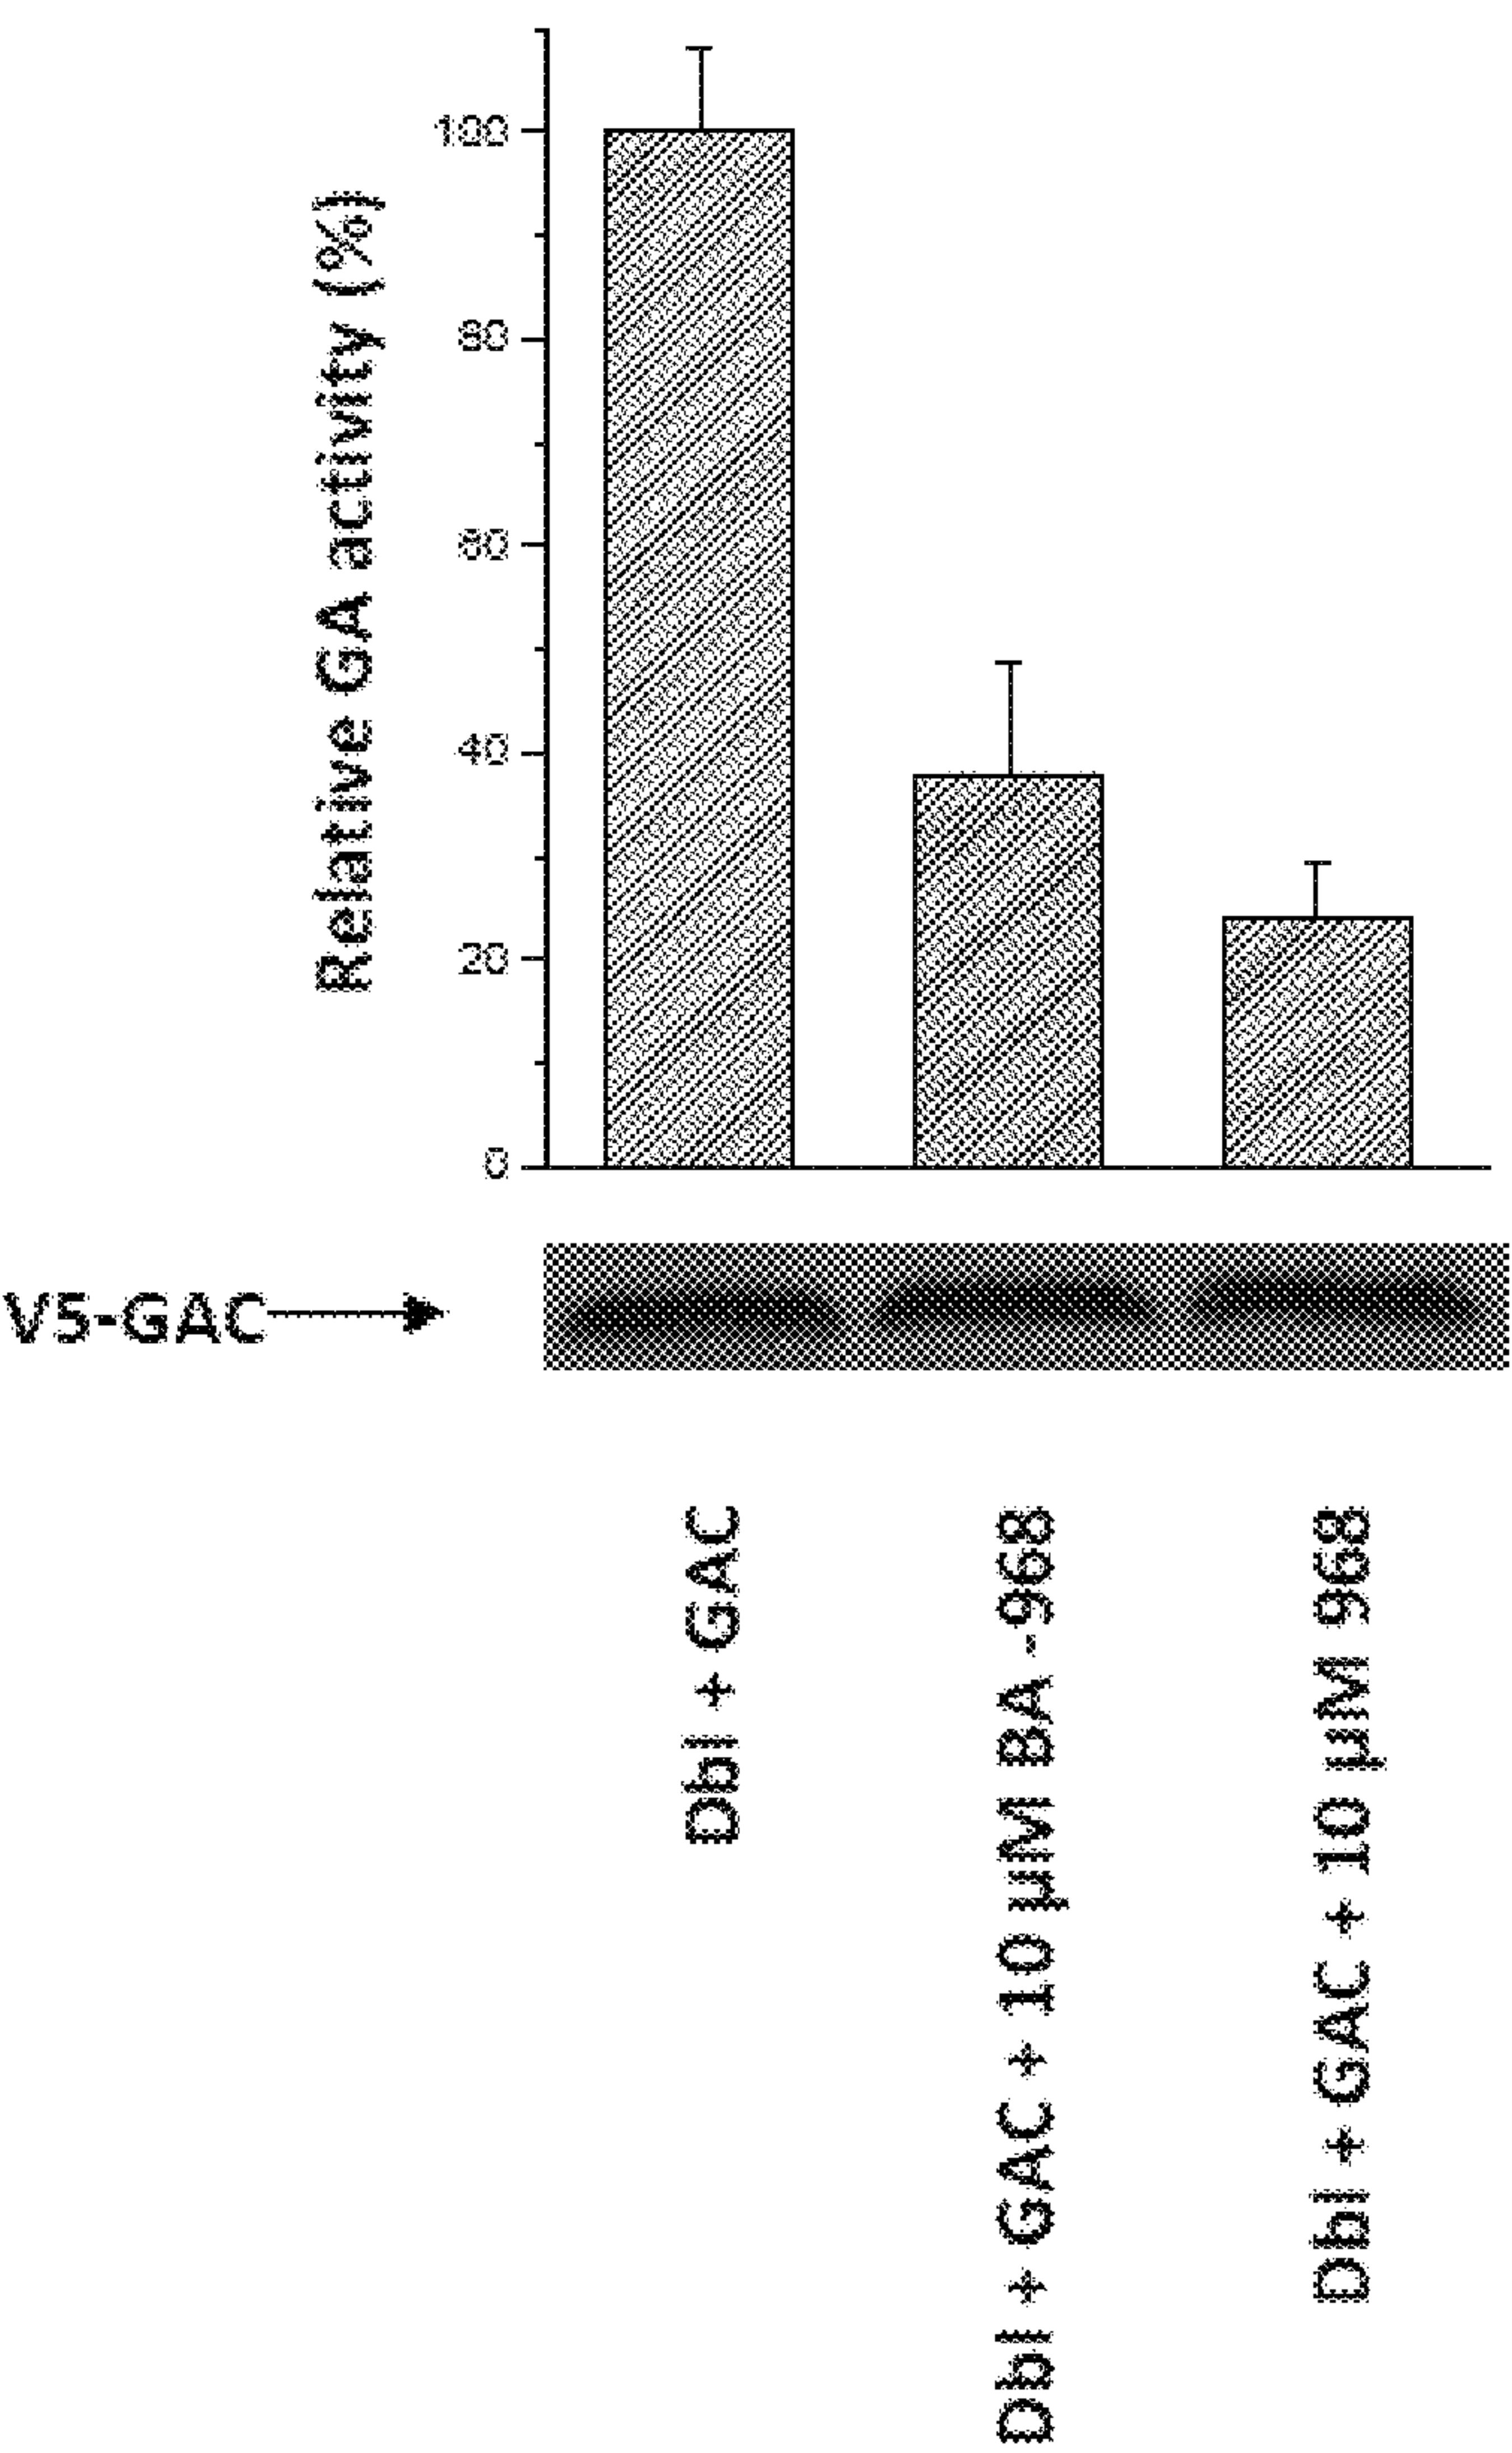 Relative GA activity (%)
100
80
60
40
20
0
V5-GAC
Dbl + GAC
Dbl + GAC + 10 µM BA -968
Dbl + GAC + 10 µM 968